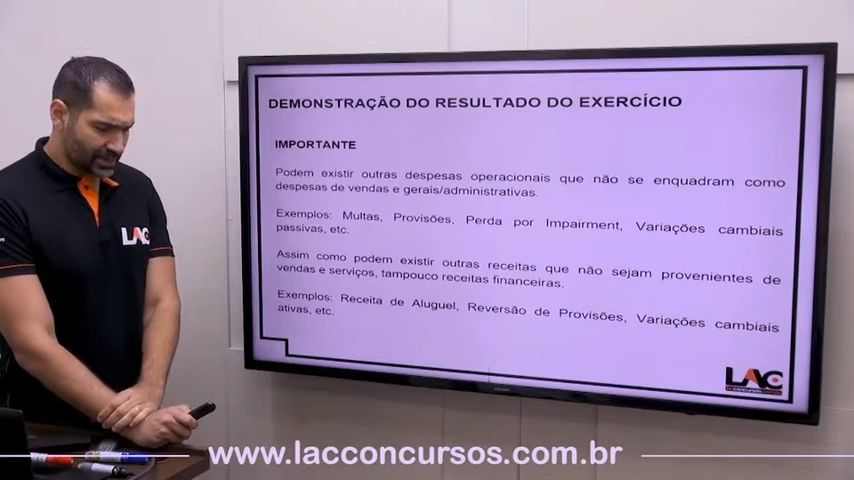 DEMONSTRAÇÃO DO RESULTADO DO EXERCÍCIO
IMPORTANTE
Podem existir outras despesas operacionais que não se enquadram como
despesas de vendas e gerais/administrativas.
Exemplos: Multas, Provisões, Perda por Impairment, Variações cambiais
passivas, etc.
Assim como podem existir outras receitas que não sejam provenientes de
vendas e serviços, tampouco receitas financeiras.
Exemplos: Receita de Aluguel, Reversão de Provisões, Variações cambiais
ativas, etc.
LAC
LAC
CONCURSOS
www.lacconcursos.com.br